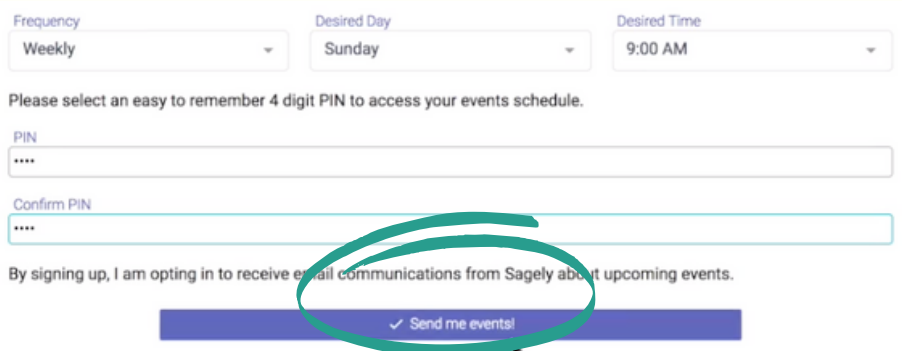 Frequency Desired Day Desired Time
Weekly Sunday 9:00 AM
Please select an easy to remember 4 digit PIN to access your events schedule.
PIN
••••
Confirm PIN
••••
By signing up, I am opting in to receive email communications from Sagely about upcoming events.
✓ Send me events!